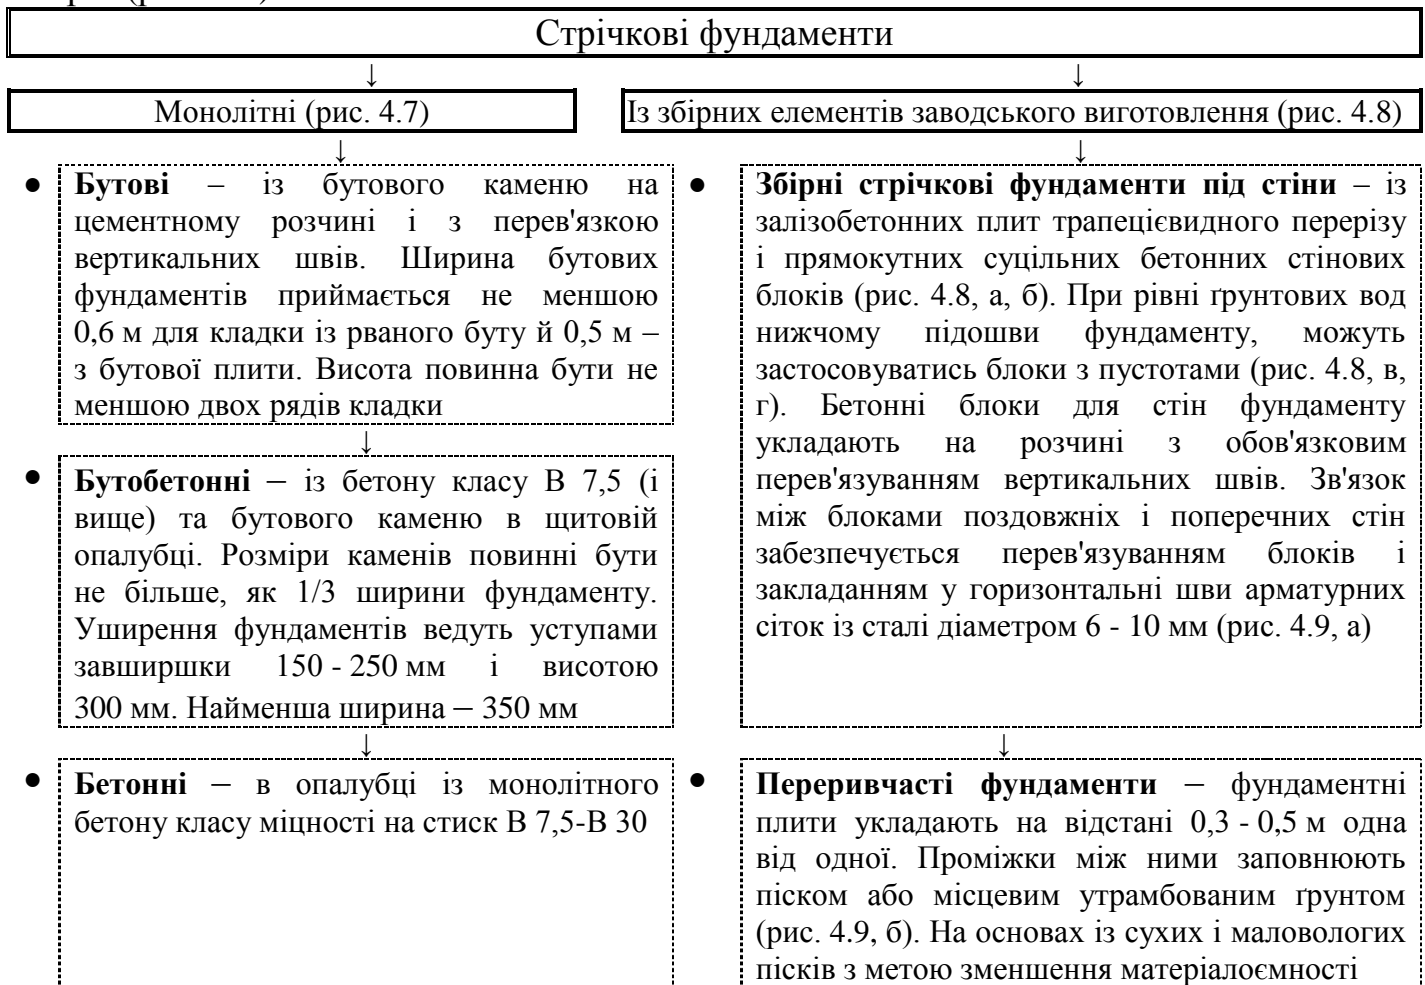 Стрічкові фундаменти
↓ ↓
Монолітні (рис. 4.7)
Із збірних елементів заводського виготовлення (рис. 4.8)
↓ ↓
● Бутові – із бутового каменю на
цементному розчині і з перев'язкою
вертикальних швів. Ширина бутових
фундаментів приймається не меншою
0,6 м для кладки із рваного буту й 0,5 м –
з бутової плити. Висота повинна бути не
меншою двох рядів кладки
↓
● Бутобетонні – із бетону класу В 7,5 (і
вище) та бутового каменю в щитовій
опалубці. Розміри каменів повинні бути
не більше, як 1/3 ширини фундаменту.
Уширення фундаментів ведуть уступами
завширшки 150 - 250 мм і висотою
300 мм. Найменша ширина – 350 мм
↓
● Бетонні – в опалубці із монолітного
бетону класу міцності на стиск В 7,5-В 30
● Збірні стрічкові фундаменти під стіни – із
залізобетонних плит трапецієвидного перерізу
і прямокутних суцільних бетонних стінових
блоків (рис. 4.8, а, б). При рівні ґрунтових вод
нижчому підошви фундаменту, можуть
застосовуватись блоки з пустотами (рис. 4.8, в,
г). Бетонні блоки для стін фундаменту
укладають на розчині з обов'язковим
перев'язуванням вертикальних швів. Зв'язок
між блоками поздовжніх і поперечних стін
забезпечується перев'язуванням блоків і
закладанням у горизонтальні шви арматурних
сіток із сталі діаметром 6 - 10 мм (рис. 4.9, а)
↓
● Переривчасті фундаменти – фундаментні
плити укладають на відстані 0,3 - 0,5 м одна
від одної. Проміжки між ними заповнюють
піском або місцевим утрамбованим ґрунтом
(рис. 4.9, б). На основах із сухих і маловологих
пісків з метою зменшення матеріалоємності